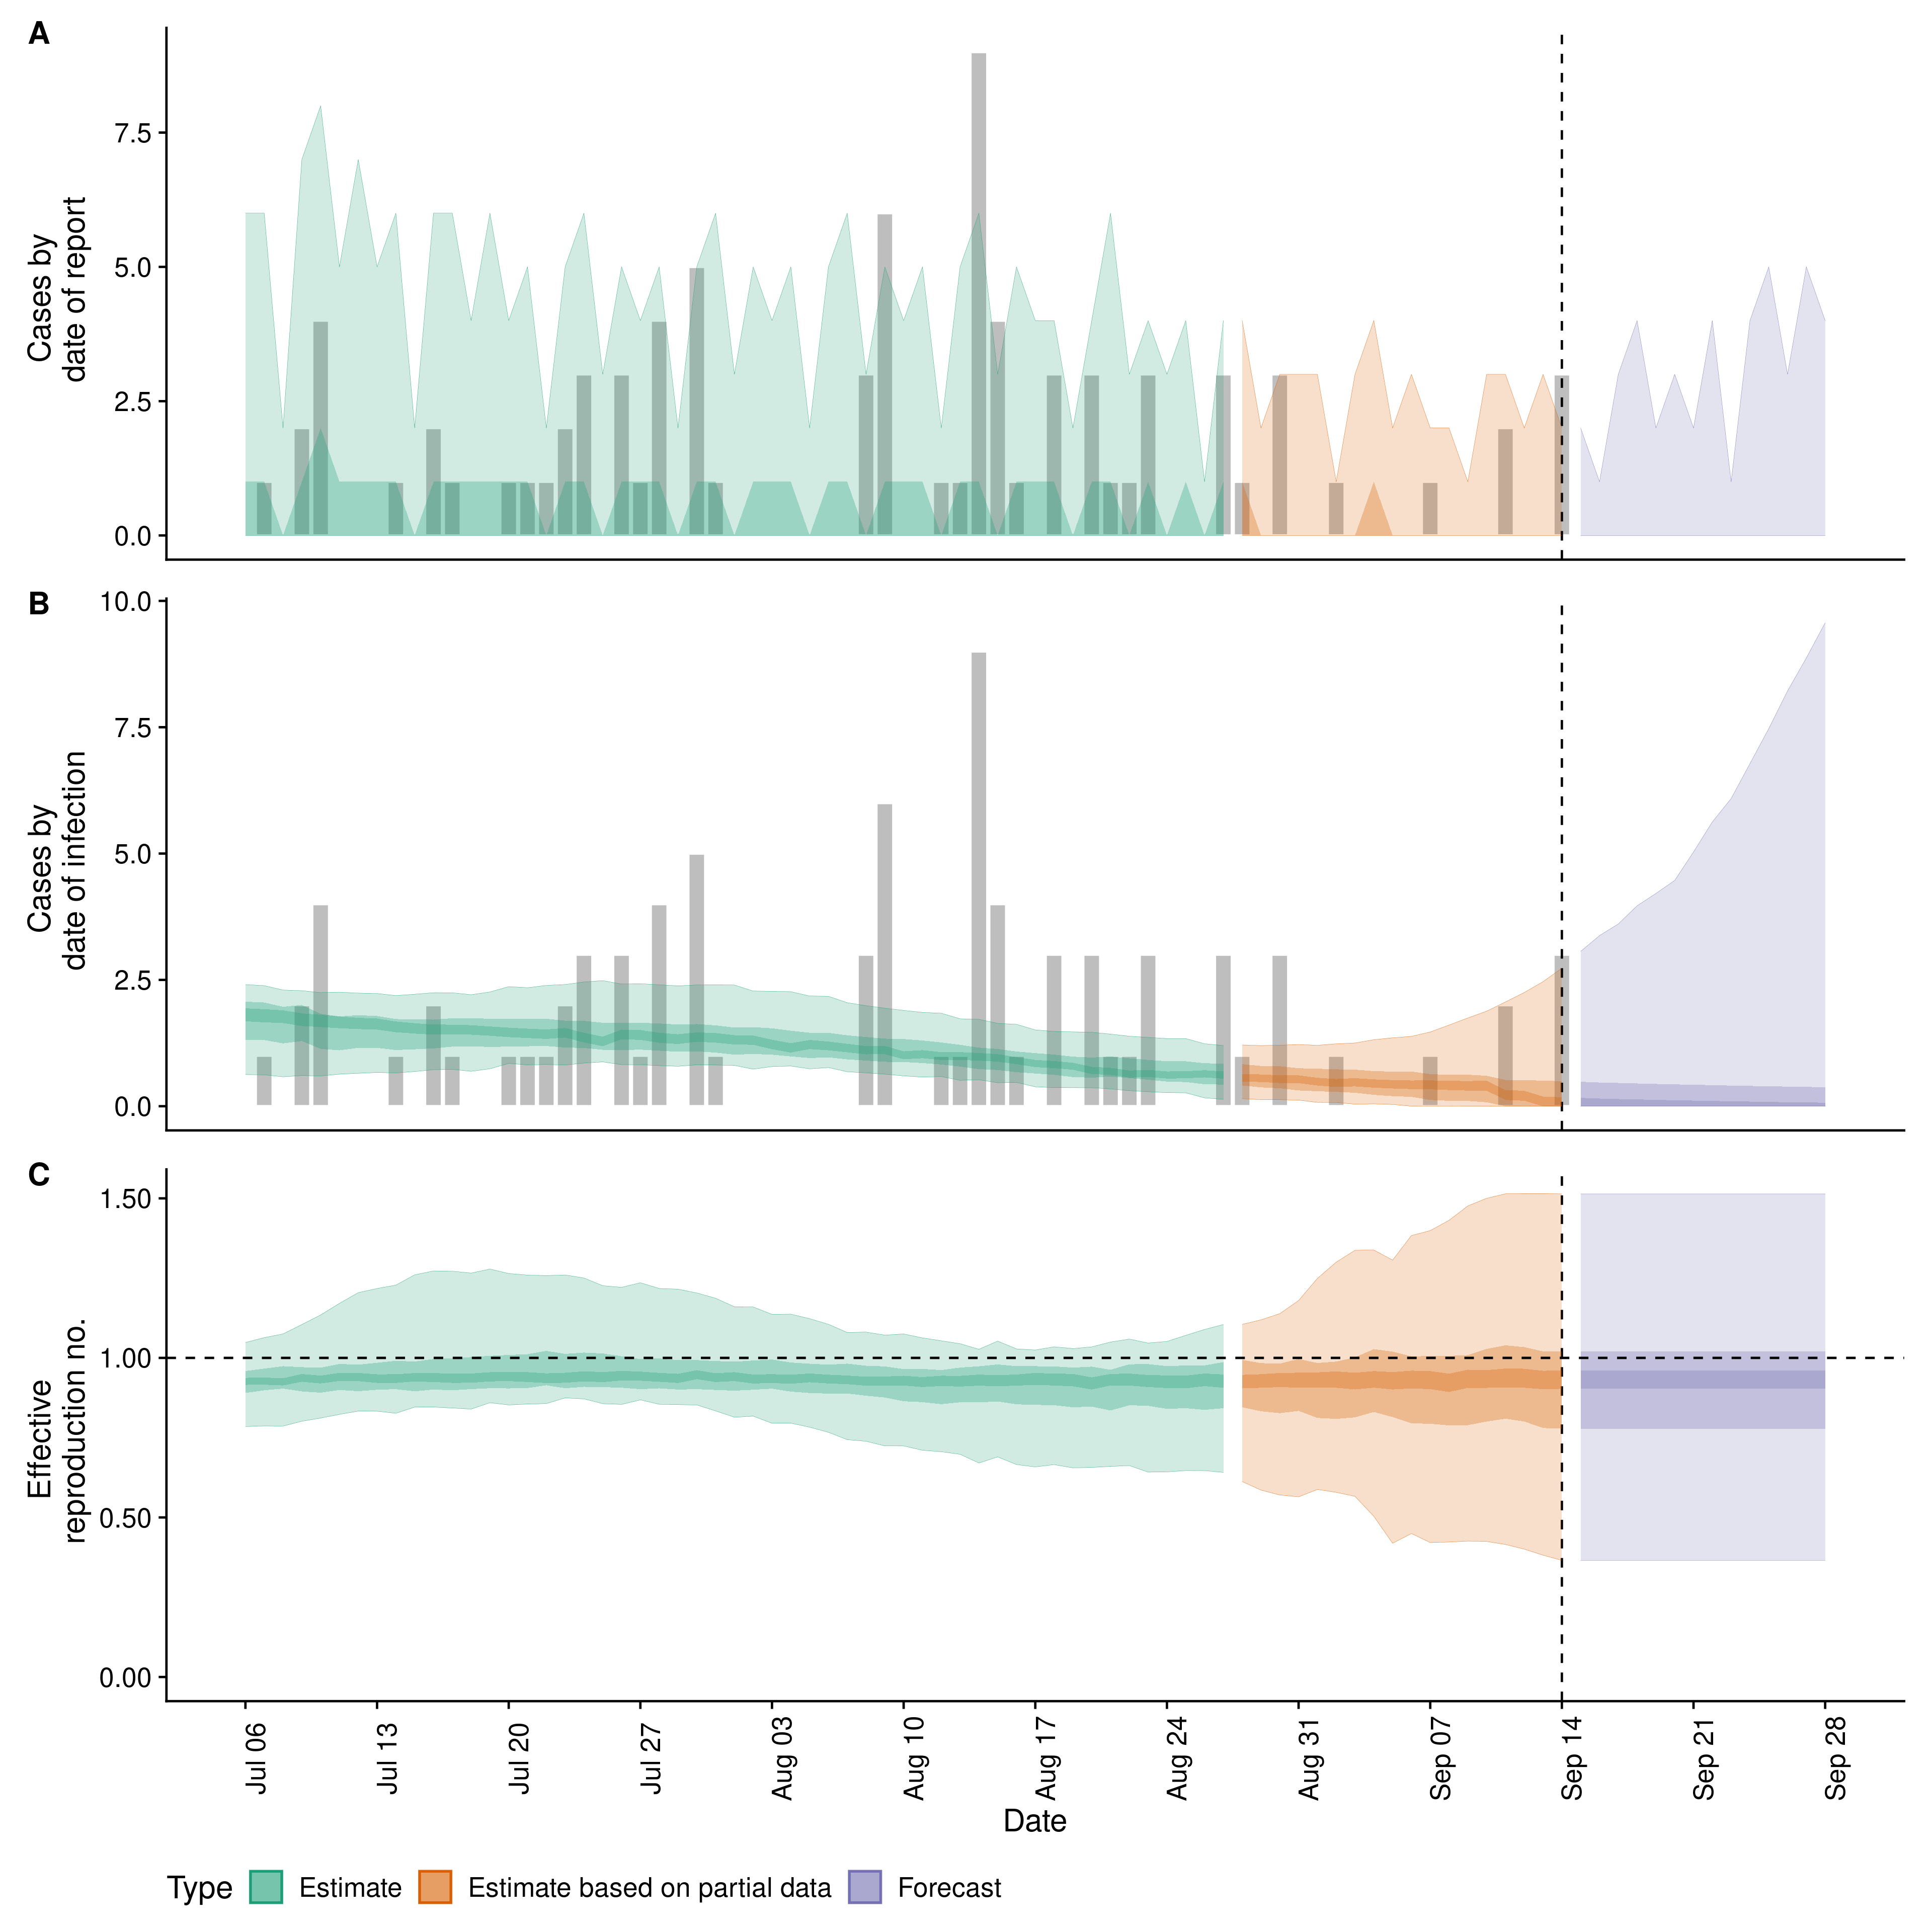 A
Cases by
date of report
7.5
5.0
2.5
0.0
B
Cases by
date of infection
10.0
7.5
5.0
2.5
0.0
C
Effective
reproduction no.
1.50
1.00
0.50
0.00
Jul 06
Jul 13
Jul 20
Jul 27
Aug 03
Aug 10
Aug 17
Aug 24
Aug 31
Sep 07
Sep 14
Sep 21
Sep 28
Date
Type Estimate Estimate based on partial data Forecast